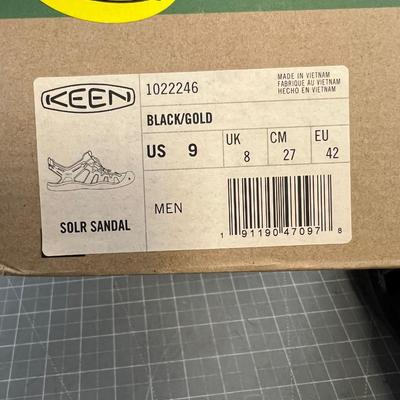 KEEN
1022246
MADE IN VIETNAM
FABRIQUE AU VIETNAM
HECHO EN VIETNAM
BLACK/GOLD
US 9
UK 8
CM 27
EU 42
SOLR SANDAL
MEN
1 91190 47097 8